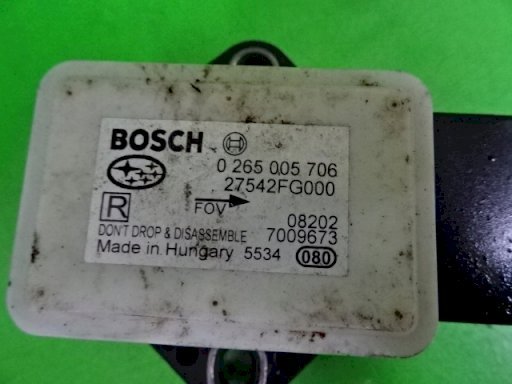 BOSCH
0 265 005 706
27542FG000
R
FOV
08202
DON'T DROP & DISASSEMBLE 7009673
Made in Hungary 5534 080